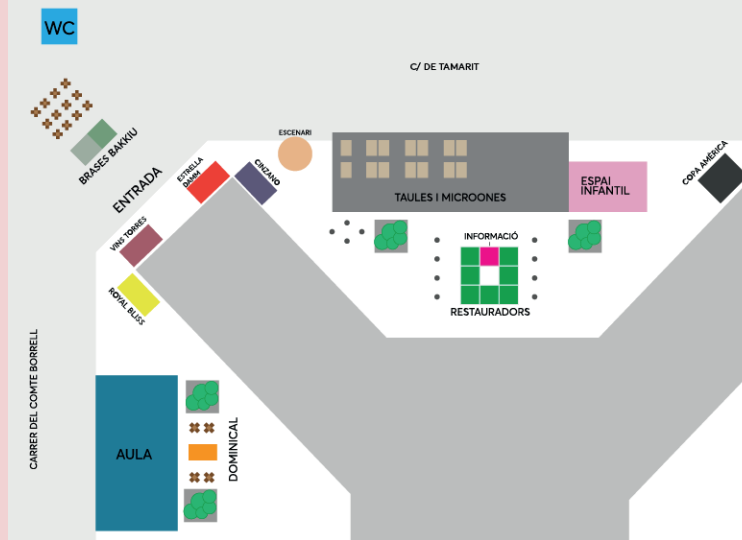 WC
C/ DE TAMARIT
BRASES BAKKIU
ENTRADA
ESTRELLA
DAMM
CINZANO
ESCENARI
TAULES I MICROONES
ESPAI
INFANTIL
COPA AMÈRICA
VINS TORRES
ROYAL BLISS
INFORMACIÓ
RESTAURADORS
CARRER DEL COMTE BORRELL
AULA
DOMINICAL